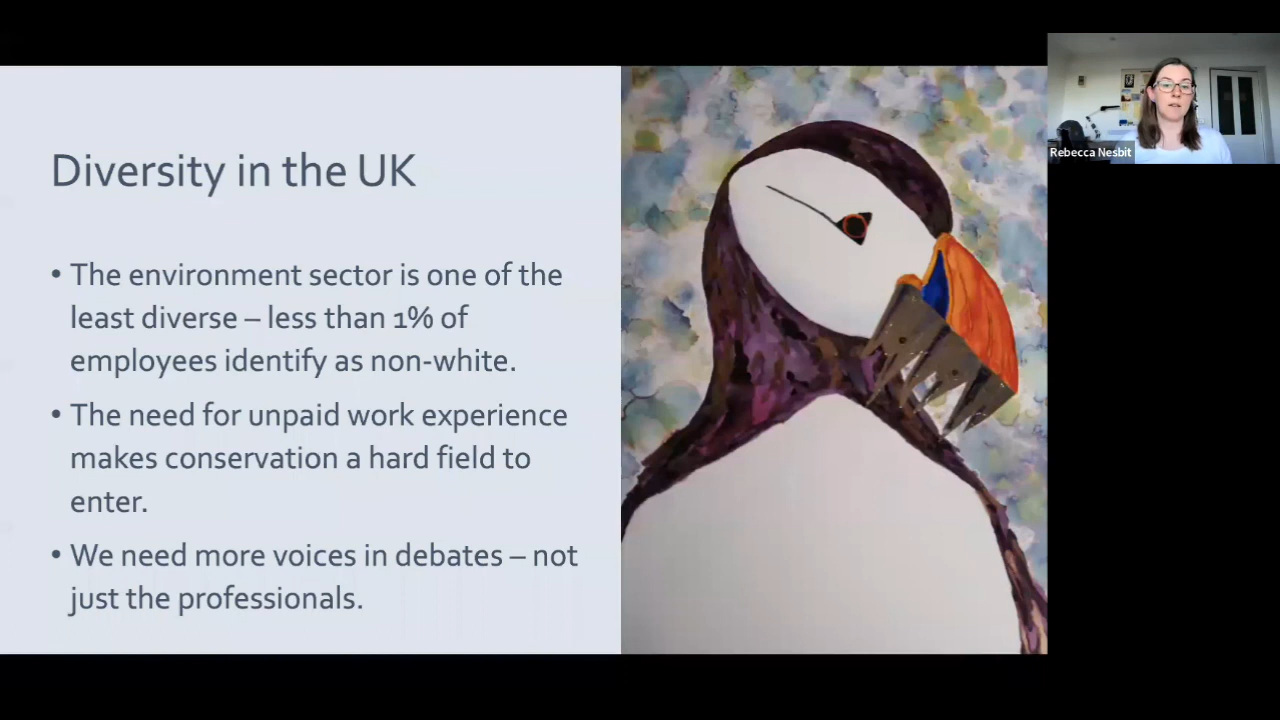 Diversity in the UK
• The environment sector is one of the
least diverse – less than 1% of
employees identify as non-white.
• The need for unpaid work experience
makes conservation a hard field to
enter.
• We need more voices in debates – not
just the professionals.
Rebecca Nesbit